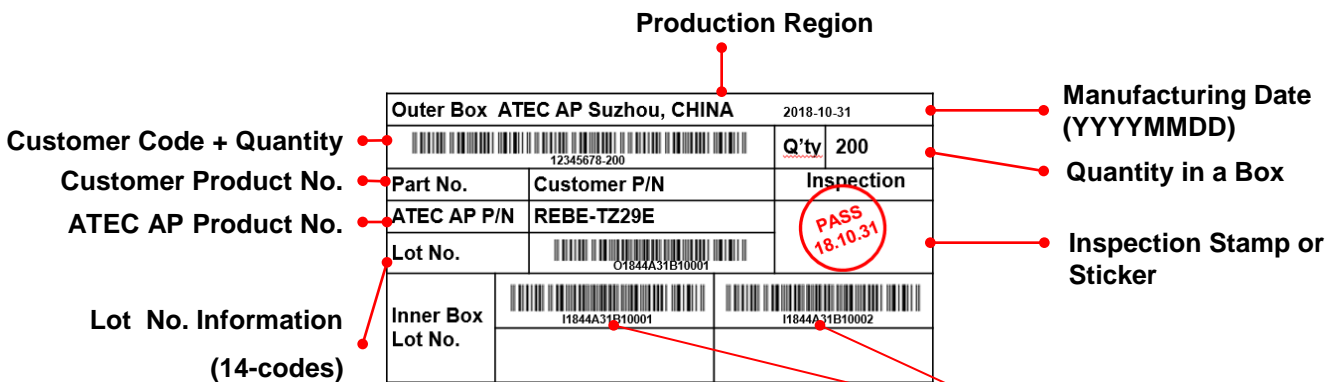 Production Region
Outer Box ATEC AP Suzhou, CHINA 2018-10-31
Manufacturing Date
(YYYYMMDD)
Customer Code + Quantity
12345678-200
Q'ty 200
Quantity in a Box
Customer Product No.
Part No. Customer P/N Inspection
ATEC AP Product No.
ATEC AP P/N REBE-TZ29E
PASS
18.10.31
Inspection Stamp or
Sticker
Lot No.
O1844A31B10001
Lot No. Information
(14-codes)
Inner Box
Lot No.
I1844A31B10001 I1844A31B10002